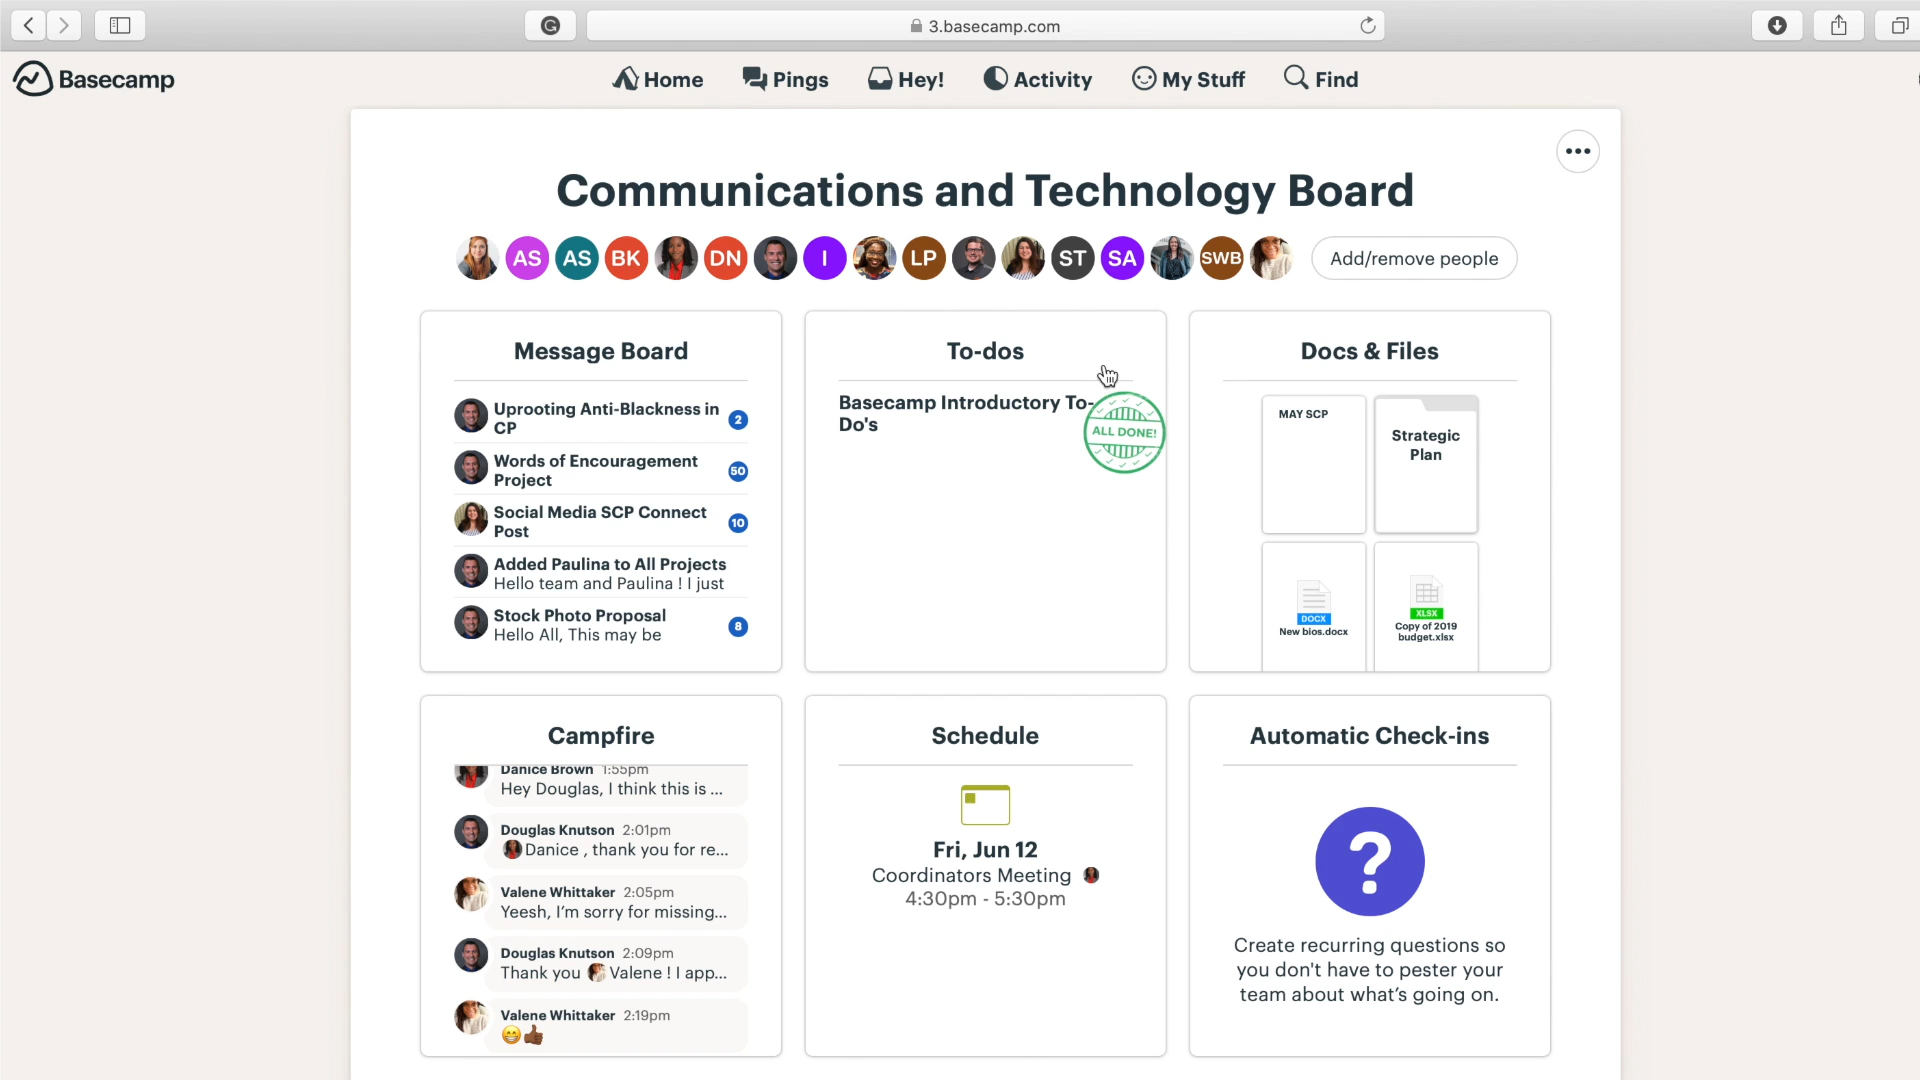 3.basecamp.com
Basecamp
Home
Pings
Hey!
Activity
My Stuff
Find
Communications and Technology Board
AS
AS
BK
DN
I
LP
ST
SA
SWB
Add/remove people
Message Board
Uprooting Anti-Blackness in
CP
2
Words of Encouragement
Project
50
Social Media SCP Connect
Post
10
Added Paulina to All Projects
Hello team and Paulina ! I just
Stock Photo Proposal
Hello All, This may be
8
To-dos
Basecamp Introductory To-
Do's
ALL DONE!
Docs & Files
MAY SCP
Strategic
Plan
DOCX
New bios.docx
XLSX
Copy of 2019
budget.xlsx
Campfire
Danice Brown 1:55pm
Hey Douglas, I think this is ...
Douglas Knutson 2:01pm
Danice , thank you for re...
Valene Whittaker 2:05pm
Yeesh, I'm sorry for missing...
Douglas Knutson 2:09pm
Thank you Valene ! I app...
Valene Whittaker 2:19pm
😁👍🏾
Schedule
Fri, Jun 12
Coordinators Meeting
4:30pm - 5:30pm
Automatic Check-ins
?
Create recurring questions so
you don't have to pester your
team about what's going on.